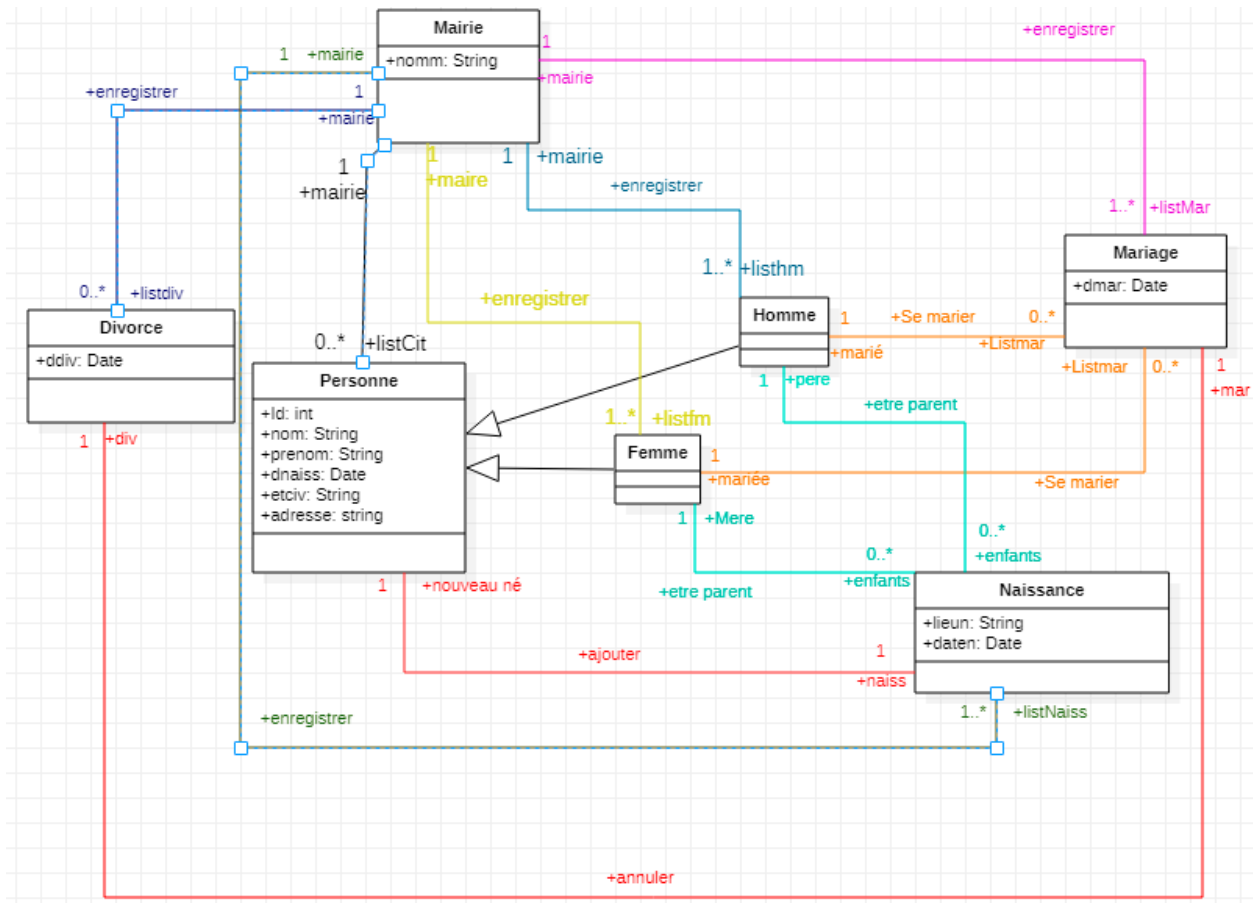 Mairie
+nomm: String
1 +mairie
+enregistrer
1
+mairie
1
+mairie
+enregistrer
1
+mairie
1
+maire
1 +mairie
+enregistrer
1..* +listMar
Mariage
+dmar: Date
1..* +listhm
0..* +listdiv
Divorce
+ddiv: Date
+enregistrer
0..* +listCit
Homme
1 +Se marier 0..*
+marié +Listmar
+Listmar 0..*
1
+mar
Personne
+Id: int
+nom: String
+prenom: String
+dnaiss: Date
+etciv: String
+adresse: string
1 +pere
+etre parent
1..* +listfm
1 +div
Femme
1
+mariée
+Se marier
1 +Mere
0..*
+enfants
0..*
+enfants
+etre parent
1 +nouveau né
Naissance
+lieun: String
+daten: Date
+ajouter
1
+naiss
+enregistrer
1..* +listNaiss
+annuler